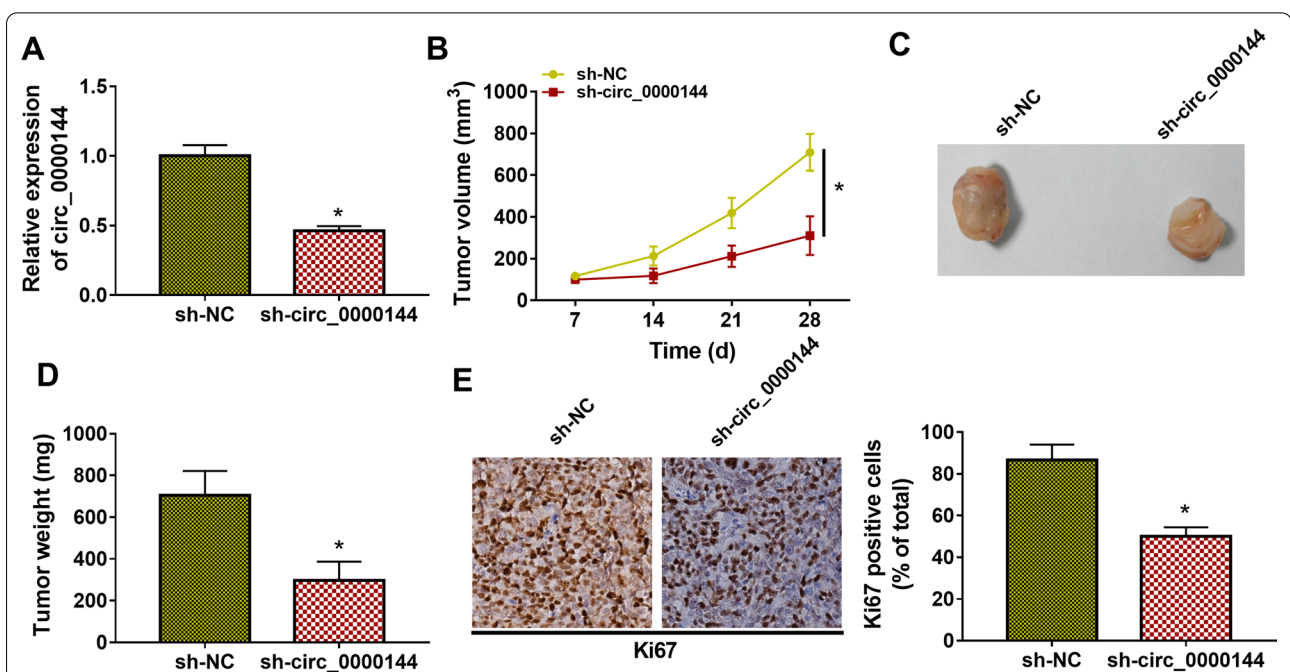 A
Relative expression
of circ_0000144
1.5
1.0
0.5
0.0
*
sh-NC
sh-circ_0000144
B
sh-NC
sh-circ_0000144
Tumor volume (mm³)
1000
800
600
400
200
0
*
7
14
21
28
Time (d)
C
sh-NC
sh-circ_0000144
D
Tumor weight (mg)
1000
800
600
400
200
0
*
sh-NC
sh-circ_0000144
E
sh-NC
sh-circ_0000144
Ki67
Ki67 positive cells
(% of total)
100
80
60
40
20
0
*
sh-NC
sh-circ_0000144